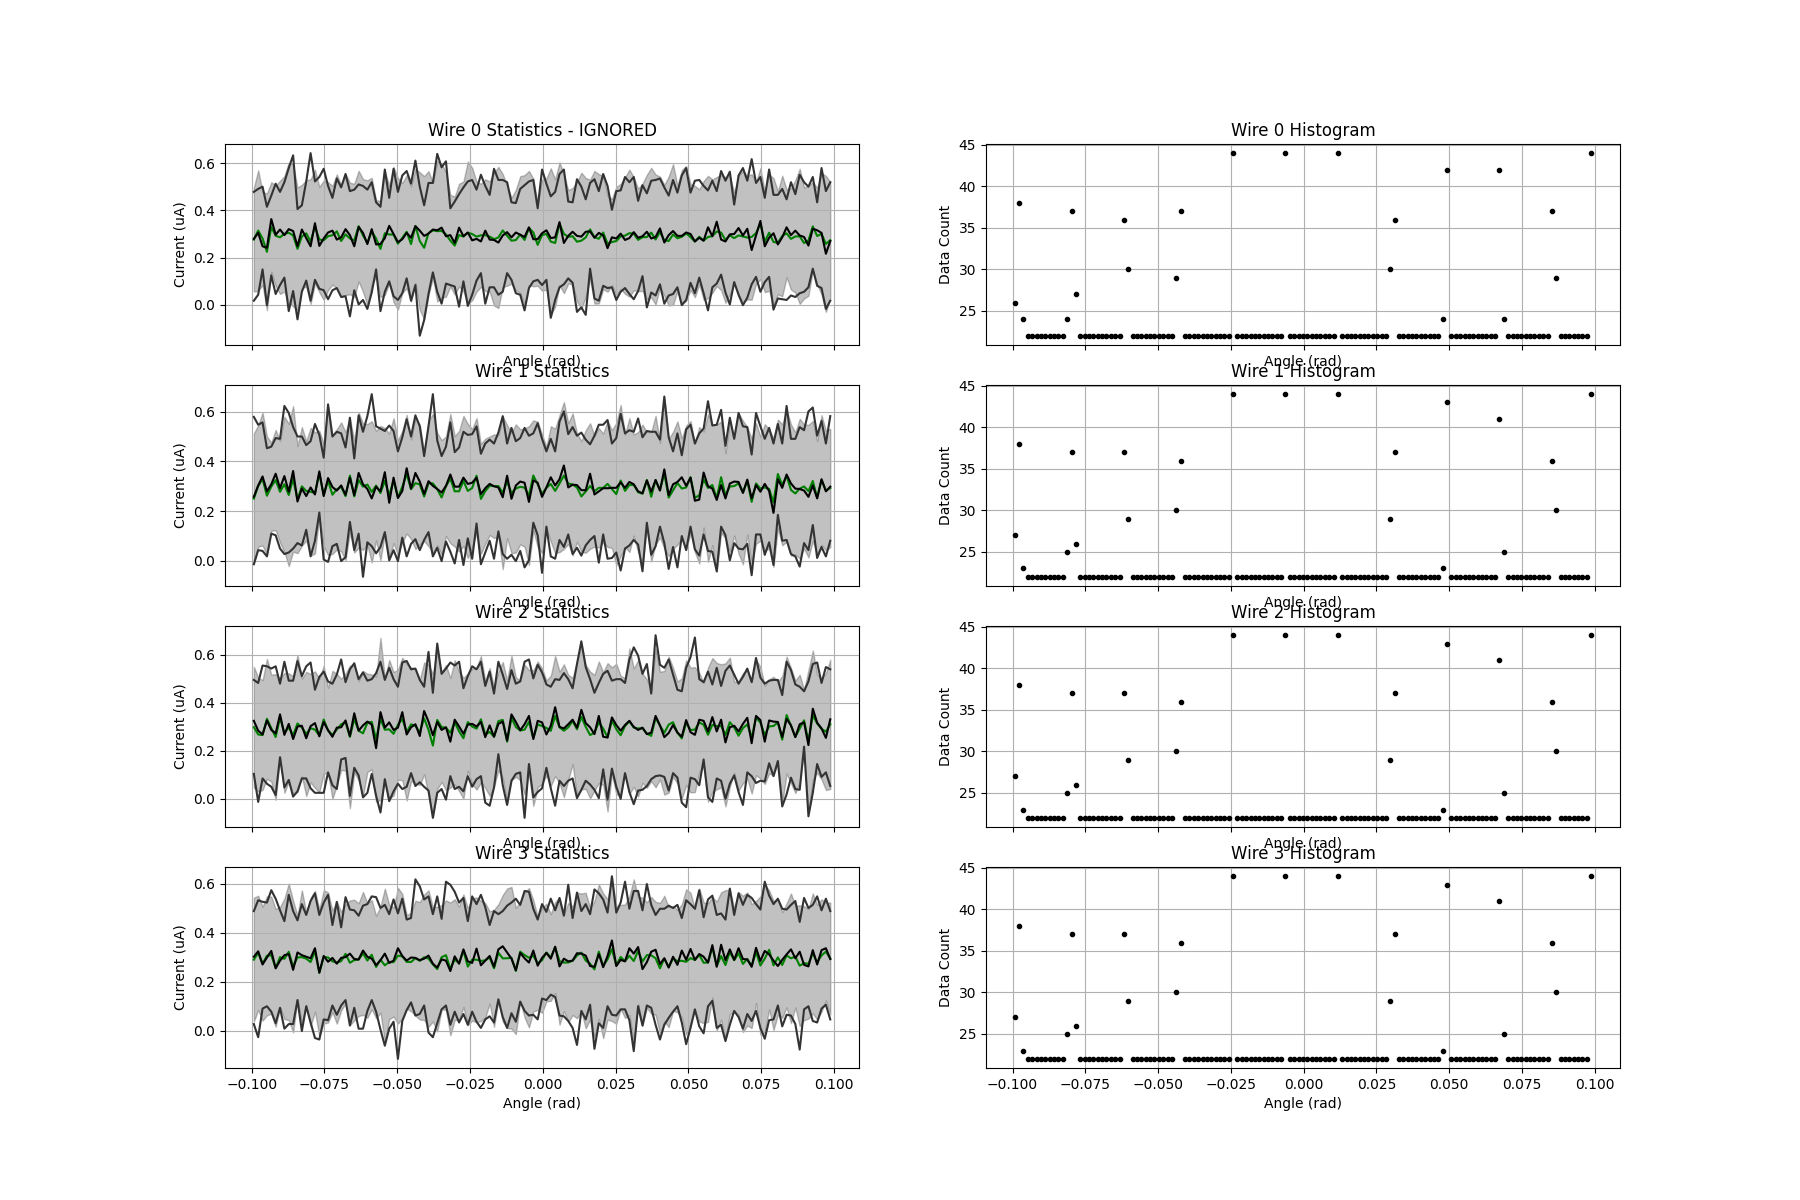 Wire 0 Statistics - IGNORED
Current (uA)
0.6
0.4
0.2
0.0
Angle (rad)
Wire 0 Histogram
Data Count
45
40
35
30
25
Angle (rad)
Wire 1 Statistics
Current (uA)
0.6
0.4
0.2
0.0
Angle (rad)
Wire 1 Histogram
Data Count
45
40
35
30
25
Angle (rad)
Wire 2 Statistics
Current (uA)
0.6
0.4
0.2
0.0
Angle (rad)
Wire 2 Histogram
Data Count
45
40
35
30
25
Angle (rad)
Wire 3 Statistics
Current (uA)
0.6
0.4
0.2
0.0
−0.100 −0.075 −0.050 −0.025 0.000 0.025 0.050 0.075 0.100
Angle (rad)
Wire 3 Histogram
Data Count
45
40
35
30
25
−0.100 −0.075 −0.050 −0.025 0.000 0.025 0.050 0.075 0.100
Angle (rad)